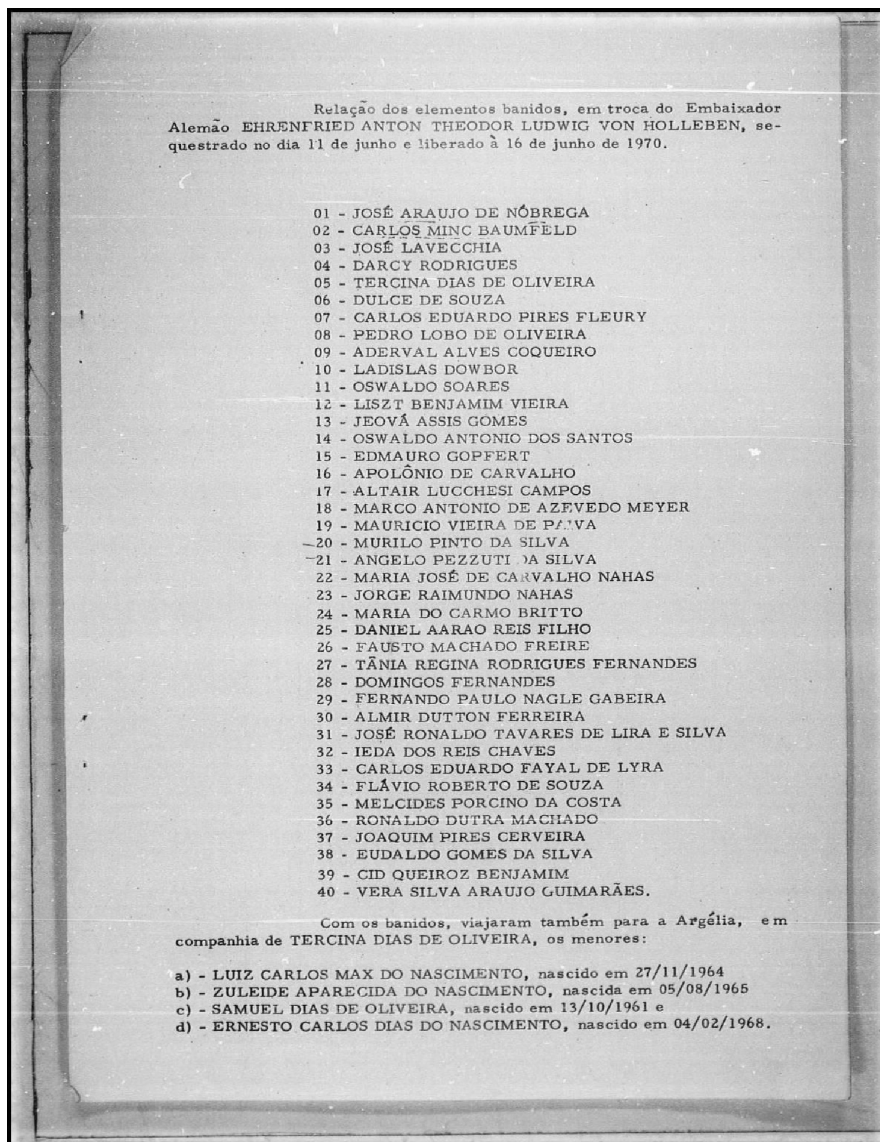 Relação dos elementos banidos, em troca do Embaixador
Alemão EHRENFRIED ANTON THEODOR LUDWIG VON HOLLEBEN, se-
questrado no dia 11 de junho e liberado à 16 de junho de 1970.
01 - JOSÉ ARAUJO DE NÓBREGA
02 - CARLOS MINC BAUMFELD
03 - JOSÉ LAVECCHIA
04 - DARCY RODRIGUES
05 - TERCINA DIAS DE OLIVEIRA
06 - DULCE DE SOUZA
07 - CARLOS EDUARDO PIRES FLEURY
08 - PEDRO LOBO DE OLIVEIRA
09 - ADERVAL ALVES COQUEIRO
10 - LADISLAS DOWBOR
11 - OSWALDO SOARES
12 - LISZT BENJAMIM VIEIRA
13 - JEOVÁ ASSIS GOMES
14 - OSWALDO ANTONIO DOS SANTOS
15 - EDMAURO GOPFERT
16 - APOLÔNIO DE CARVALHO
17 - ALTAIR LUCCHESI CAMPOS
18 - MARCO ANTONIO DE AZEVEDO MEYER
19 - MAURICIO VIEIRA DE PAIVA
20 - MURILO PINTO DA SILVA
21 - ANGELO PEZZUTI DA SILVA
22 - MARIA JOSÉ DE CARVALHO NAHAS
23 - JORGE RAIMUNDO NAHAS
24 - MARIA DO CARMO BRITTO
25 - DANIEL AARAO REIS FILHO
26 - FAUSTO MACHADO FREIRE
27 - TÂNIA REGINA RODRIGUES FERNANDES
28 - DOMINGOS FERNANDES
29 - FERNANDO PAULO NAGLE GABEIRA
30 - ALMIR DUTTON FERREIRA
31 - JOSÉ RONALDO TAVARES DE LIRA E SILVA
32 - IEDA DOS REIS CHAVES
33 - CARLOS EDUARDO FAYAL DE LYRA
34 - FLÁVIO ROBERTO DE SOUZA
35 - MELCIDES PORCINO DA COSTA
36 - RONALDO DUTRA MACHADO
37 - JOAQUIM PIRES CERVEIRA
38 - EUDALDO GOMES DA SILVA
39 - CID QUEIROZ BENJAMIM
40 - VERA SILVA ARAUJO GUIMARÃES.
Com os banidos, viajaram também para a Argélia, em
companhia de TERCINA DIAS DE OLIVEIRA, os menores:
a) - LUIZ CARLOS MAX DO NASCIMENTO, nascido em 27/11/1964
b) - ZULEIDE APARECIDA DO NASCIMENTO, nascida em 05/08/1965
c) - SAMUEL DIAS DE OLIVEIRA, nascido em 13/10/1961 e
d) - ERNESTO CARLOS DIAS DO NASCIMENTO, nascido em 04/02/1968.